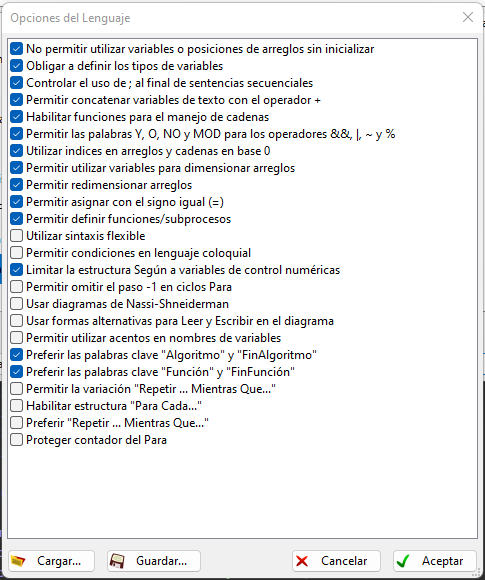 Opciones del Lenguaje
No permitir utilizar variables o posiciones de arreglos sin inicializar
Obligar a definir los tipos de variables
Controlar el uso de ; al final de sentencias secuenciales
Permitir concatenar variables de texto con el operador +
Habilitar funciones para el manejo de cadenas
Permitir las palabras Y, O, NO y MOD para los operadores &&, |, ~ y %
Utilizar indices en arreglos y cadenas en base 0
Permitir utilizar variables para dimensionar arreglos
Permitir redimensionar arreglos
Permitir asignar con el signo igual (=)
Permitir definir funciones/subprocesos
Utilizar sintaxis flexible
Permitir condiciones en lenguaje coloquial
Limitar la estructura Según a variables de control numéricas
Permitir omitir el paso -1 en ciclos Para
Usar diagramas de Nassi-Shneiderman
Usar formas alternativas para Leer y Escribir en el diagrama
Permitir utilizar acentos en nombres de variables
Preferir las palabras clave "Algoritmo" y "FinAlgoritmo"
Preferir las palabras clave "Función" y "FinFunción"
Permitir la variación "Repetir ... Mientras Que..."
Habilitar estructura "Para Cada..."
Preferir "Repetir ... Mientras Que..."
Proteger contador del Para
Cargar... Guardar... Cancelar Aceptar